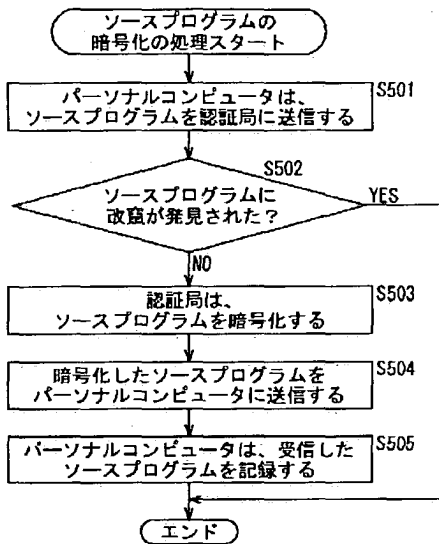 ソースプログラムの
暗号化の処理スタート
S501
パーソナルコンピュータは、
ソースプログラムを認証局に送信する
S502
ソースプログラムに
改竄が発見された?
YES
NO
S503
認証局は、
ソースプログラムを暗号化する
S504
暗号化したソースプログラムを
パーソナルコンピュータに送信する
S505
パーソナルコンピュータは、受信した
ソースプログラムを記録する
エンド